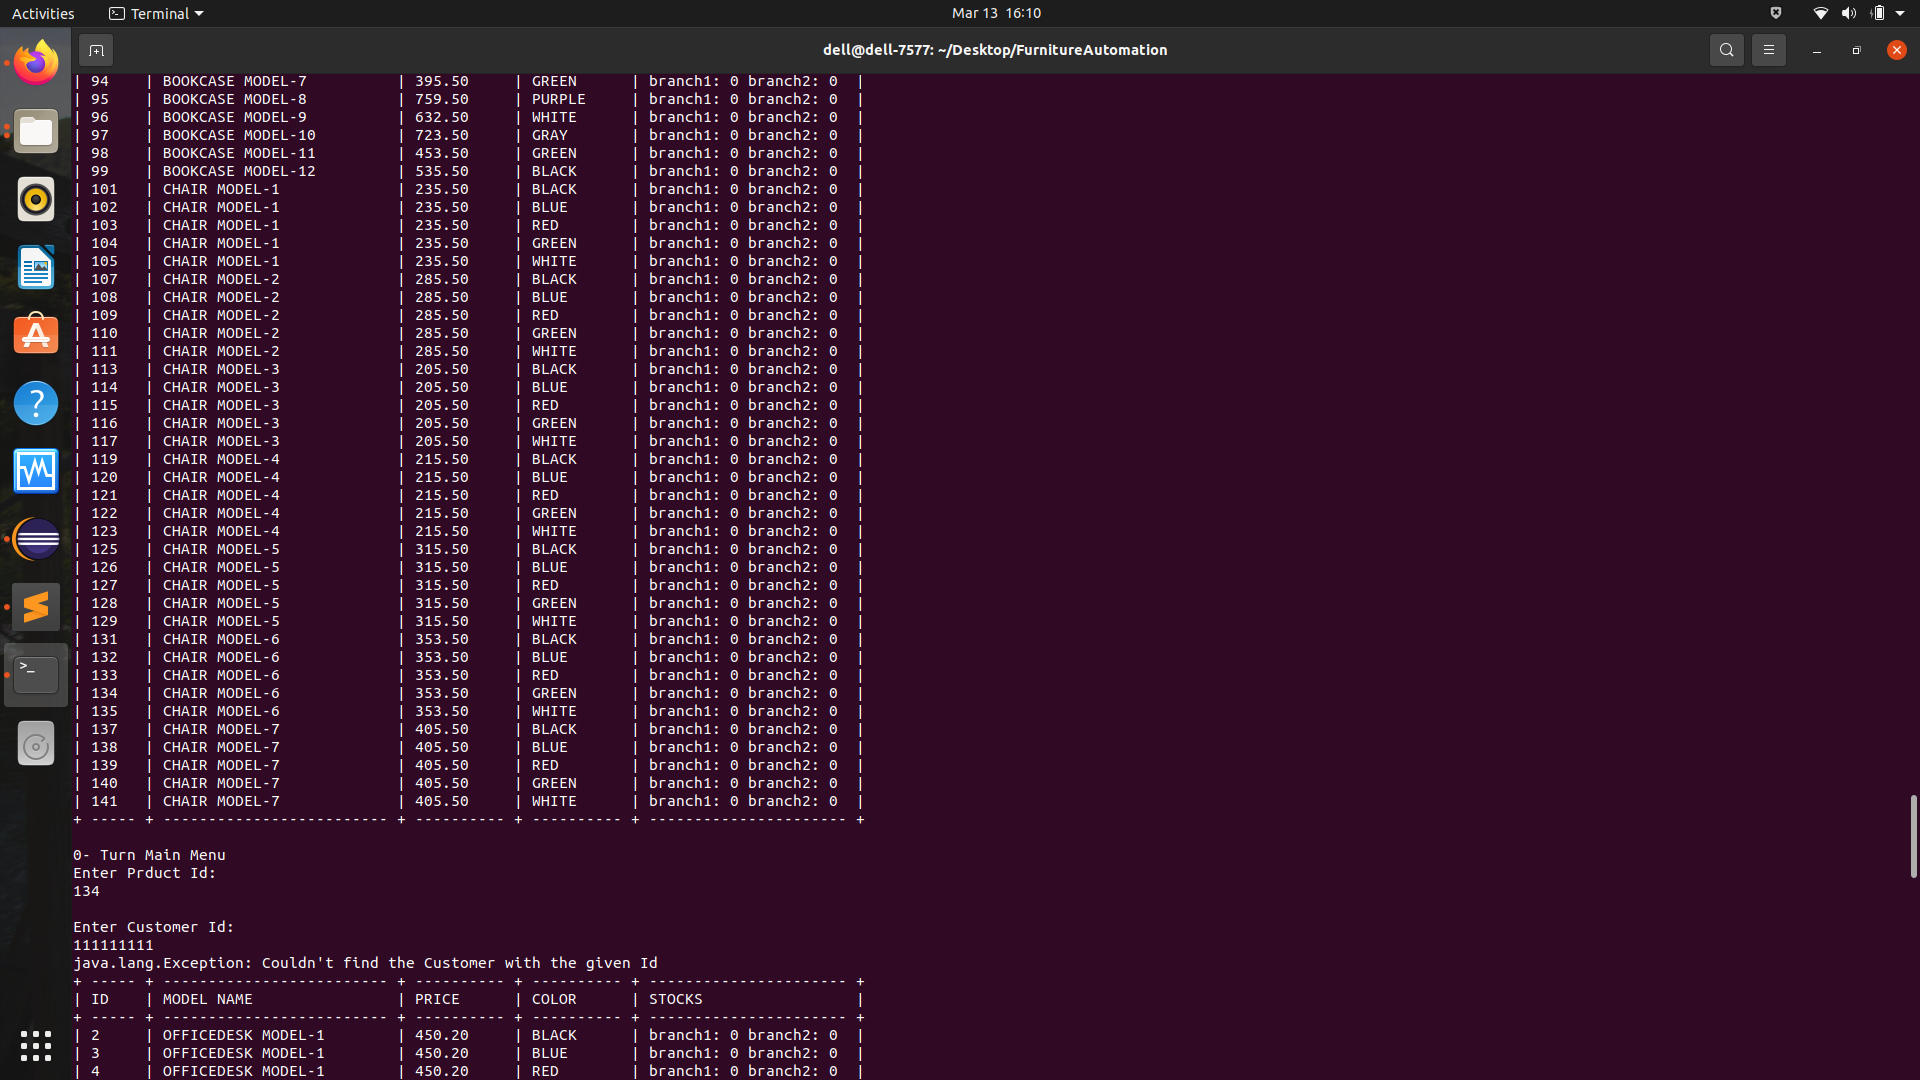 Activities
Terminal
Mar 13 16:10
dell@dell-7577: ~/Desktop/FurnitureAutomation
| 94 | BOOKCASE MODEL-7 | 395.50 | GREEN | branch1: 0 branch2: 0 |
| 95 | BOOKCASE MODEL-8 | 759.50 | PURPLE | branch1: 0 branch2: 0 |
| 96 | BOOKCASE MODEL-9 | 632.50 | WHITE | branch1: 0 branch2: 0 |
| 97 | BOOKCASE MODEL-10 | 723.50 | GRAY | branch1: 0 branch2: 0 |
| 98 | BOOKCASE MODEL-11 | 453.50 | GREEN | branch1: 0 branch2: 0 |
| 99 | BOOKCASE MODEL-12 | 535.50 | BLACK | branch1: 0 branch2: 0 |
| 101 | CHAIR MODEL-1 | 235.50 | BLACK | branch1: 0 branch2: 0 |
| 102 | CHAIR MODEL-1 | 235.50 | BLUE | branch1: 0 branch2: 0 |
| 103 | CHAIR MODEL-1 | 235.50 | RED | branch1: 0 branch2: 0 |
| 104 | CHAIR MODEL-1 | 235.50 | GREEN | branch1: 0 branch2: 0 |
| 105 | CHAIR MODEL-1 | 235.50 | WHITE | branch1: 0 branch2: 0 |
| 107 | CHAIR MODEL-2 | 285.50 | BLACK | branch1: 0 branch2: 0 |
| 108 | CHAIR MODEL-2 | 285.50 | BLUE | branch1: 0 branch2: 0 |
| 109 | CHAIR MODEL-2 | 285.50 | RED | branch1: 0 branch2: 0 |
| 110 | CHAIR MODEL-2 | 285.50 | GREEN | branch1: 0 branch2: 0 |
| 111 | CHAIR MODEL-2 | 285.50 | WHITE | branch1: 0 branch2: 0 |
| 113 | CHAIR MODEL-3 | 205.50 | BLACK | branch1: 0 branch2: 0 |
| 114 | CHAIR MODEL-3 | 205.50 | BLUE | branch1: 0 branch2: 0 |
| 115 | CHAIR MODEL-3 | 205.50 | RED | branch1: 0 branch2: 0 |
| 116 | CHAIR MODEL-3 | 205.50 | GREEN | branch1: 0 branch2: 0 |
| 117 | CHAIR MODEL-3 | 205.50 | WHITE | branch1: 0 branch2: 0 |
| 119 | CHAIR MODEL-4 | 215.50 | BLACK | branch1: 0 branch2: 0 |
| 120 | CHAIR MODEL-4 | 215.50 | BLUE | branch1: 0 branch2: 0 |
| 121 | CHAIR MODEL-4 | 215.50 | RED | branch1: 0 branch2: 0 |
| 122 | CHAIR MODEL-4 | 215.50 | GREEN | branch1: 0 branch2: 0 |
| 123 | CHAIR MODEL-4 | 215.50 | WHITE | branch1: 0 branch2: 0 |
| 125 | CHAIR MODEL-5 | 315.50 | BLACK | branch1: 0 branch2: 0 |
| 126 | CHAIR MODEL-5 | 315.50 | BLUE | branch1: 0 branch2: 0 |
| 127 | CHAIR MODEL-5 | 315.50 | RED | branch1: 0 branch2: 0 |
| 128 | CHAIR MODEL-5 | 315.50 | GREEN | branch1: 0 branch2: 0 |
| 129 | CHAIR MODEL-5 | 315.50 | WHITE | branch1: 0 branch2: 0 |
| 131 | CHAIR MODEL-6 | 353.50 | BLACK | branch1: 0 branch2: 0 |
| 132 | CHAIR MODEL-6 | 353.50 | BLUE | branch1: 0 branch2: 0 |
| 133 | CHAIR MODEL-6 | 353.50 | RED | branch1: 0 branch2: 0 |
| 134 | CHAIR MODEL-6 | 353.50 | GREEN | branch1: 0 branch2: 0 |
| 135 | CHAIR MODEL-6 | 353.50 | WHITE | branch1: 0 branch2: 0 |
| 137 | CHAIR MODEL-7 | 405.50 | BLACK | branch1: 0 branch2: 0 |
| 138 | CHAIR MODEL-7 | 405.50 | BLUE | branch1: 0 branch2: 0 |
| 139 | CHAIR MODEL-7 | 405.50 | RED | branch1: 0 branch2: 0 |
| 140 | CHAIR MODEL-7 | 405.50 | GREEN | branch1: 0 branch2: 0 |
| 141 | CHAIR MODEL-7 | 405.50 | WHITE | branch1: 0 branch2: 0 |
+ ----- + ------------------------- + ---------- + ---------- + ---------------------- +
0- Turn Main Menu
Enter Prduct Id:
134
Enter Customer Id:
111111111
java.lang.Exception: Couldn't find the Customer with the given Id
+ ----- + ------------------------- + ---------- + ---------- + ---------------------- +
| ID | MODEL NAME | PRICE | COLOR | STOCKS |
+ ----- + ------------------------- + ---------- + ---------- + ---------------------- +
| 2 | OFFICEDESK MODEL-1 | 450.20 | BLACK | branch1: 0 branch2: 0 |
| 3 | OFFICEDESK MODEL-1 | 450.20 | BLUE | branch1: 0 branch2: 0 |
| 4 | OFFICEDESK MODEL-1 | 450.20 | RED | branch1: 0 branch2: 0 |